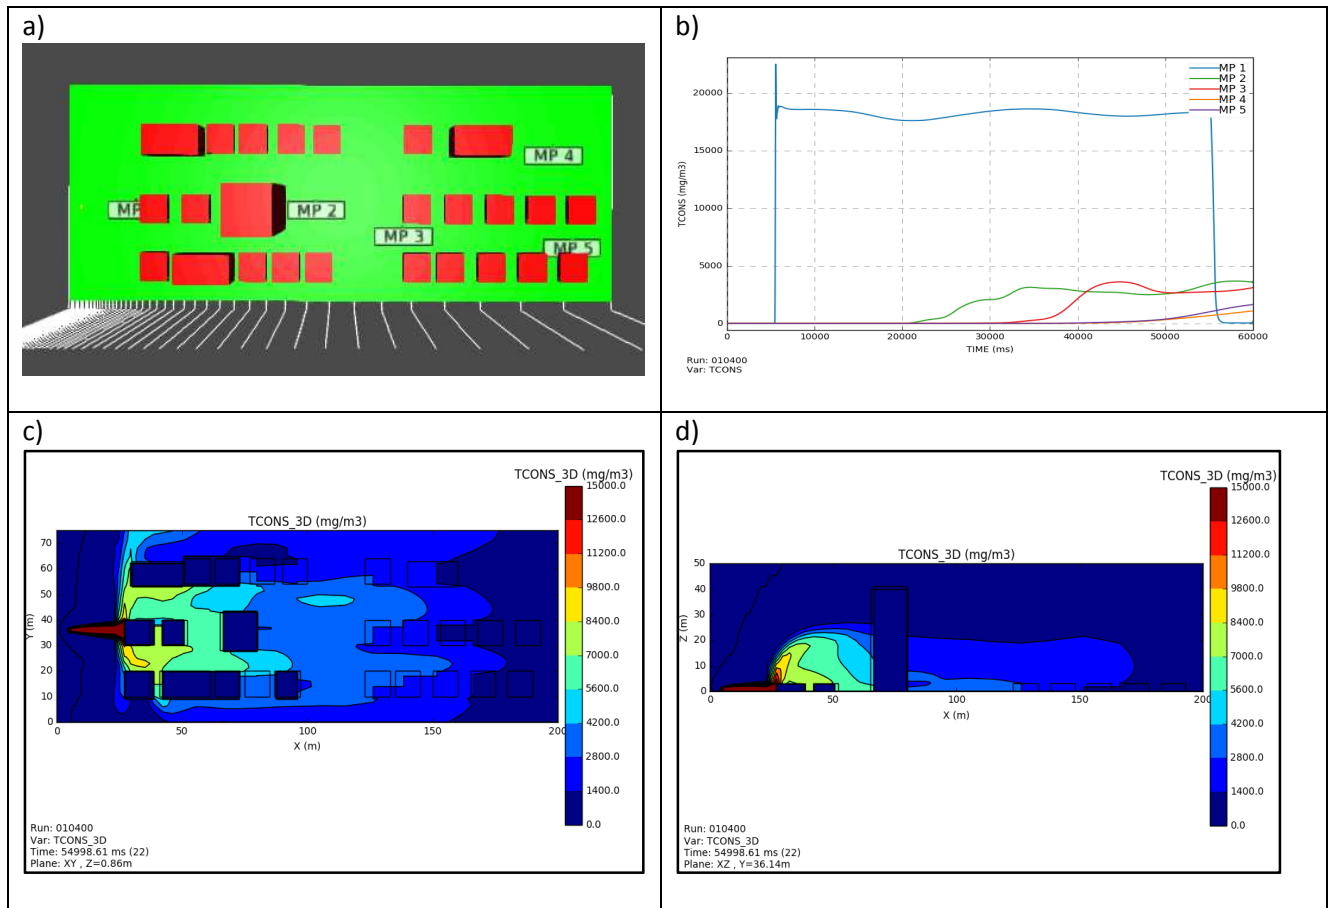 a)
MP 4
MP
MP 2
MP 3
MP 5
b)
MP 1
MP 2
MP 3
MP 4
MP 5
20000
15000
10000
5000
0
TCONS (mg/m3)
0 10000 20000 30000 40000 50000 60000
TIME (ms)
Run: 010400
Var: TCONS
c)
TCONS_3D (mg/m3)
TCONS_3D (mg/m3)
15000.0
12600.0
11200.0
9800.0
8400.0
7000.0
5600.0
4200.0
2800.0
1400.0
0.0
70
60
50
40
30
20
10
0
Y (m)
0 50 100 150 200
X (m)
Run: 010400
Var: TCONS_3D
Time: 54998.61 ms (22)
Plane: XY , Z=0.86m
d)
TCONS_3D (mg/m3)
TCONS_3D (mg/m3)
15000.0
12600.0
11200.0
9800.0
8400.0
7000.0
5600.0
4200.0
2800.0
1400.0
0.0
50
40
30
20
10
0
Z (m)
0 50 100 150 200
X (m)
Run: 010400
Var: TCONS_3D
Time: 54998.61 ms (22)
Plane: XZ , Y=36.14m